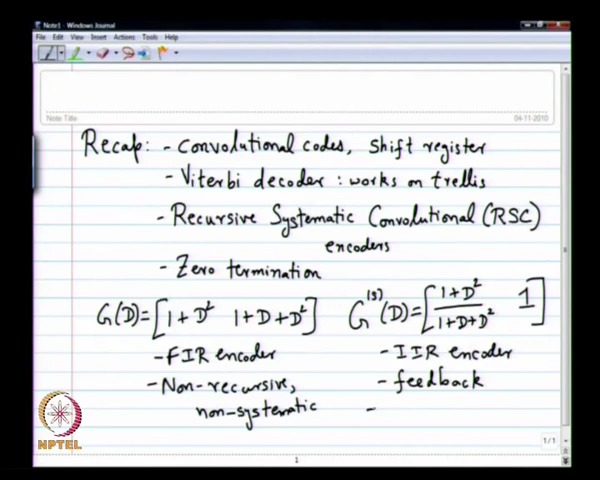 Note1 - Windows Journal
File Edit View Insert Actions Tools Help
Note Title
04-11-2010
Recap: - Convolutional codes, shift register
- Viterbi decoder : works on trellis
- Recursive Systematic Convolutional (RSC)
encoders
- Zero termination
G(D)=[1+D² 1+D+D²] G⁽ˢ⁾(D)=[(1+D²)/(1+D+D²) 1]
- FIR encoder - IIR encoder
- Non-recursive, - feedback
non-systematic -
NPTEL
1/1
1